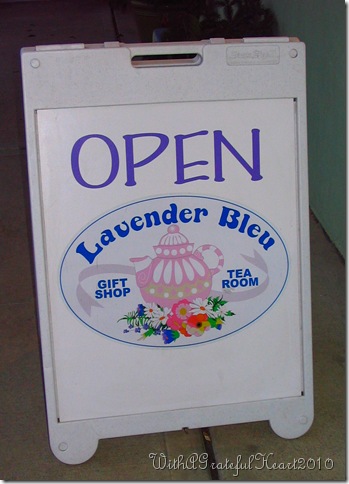 OPEN
Lavender Bleu
GIFT SHOP
TEA ROOM
WithAGratefulHeart2010